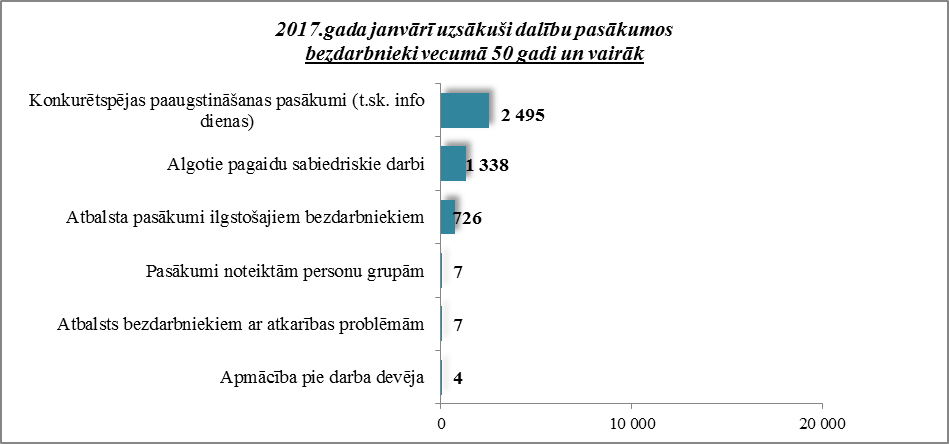 2017.gada janvārī uzsākuši dalību pasākumos
bezdarbnieki vecumā 50 gadi un vairāk
Konkurētspējas paaugstināšanas pasākumi (t.sk. info
dienas)
2 495
Algotie pagaidu sabiedriskie darbi
1 338
Atbalsta pasākumi ilgstošajiem bezdarbniekiem
726
Pasākumi noteiktām personu grupām
7
Atbalsts bezdarbniekiem ar atkarības problēmām
7
Apmācība pie darba devēja
4
0
10 000
20 000